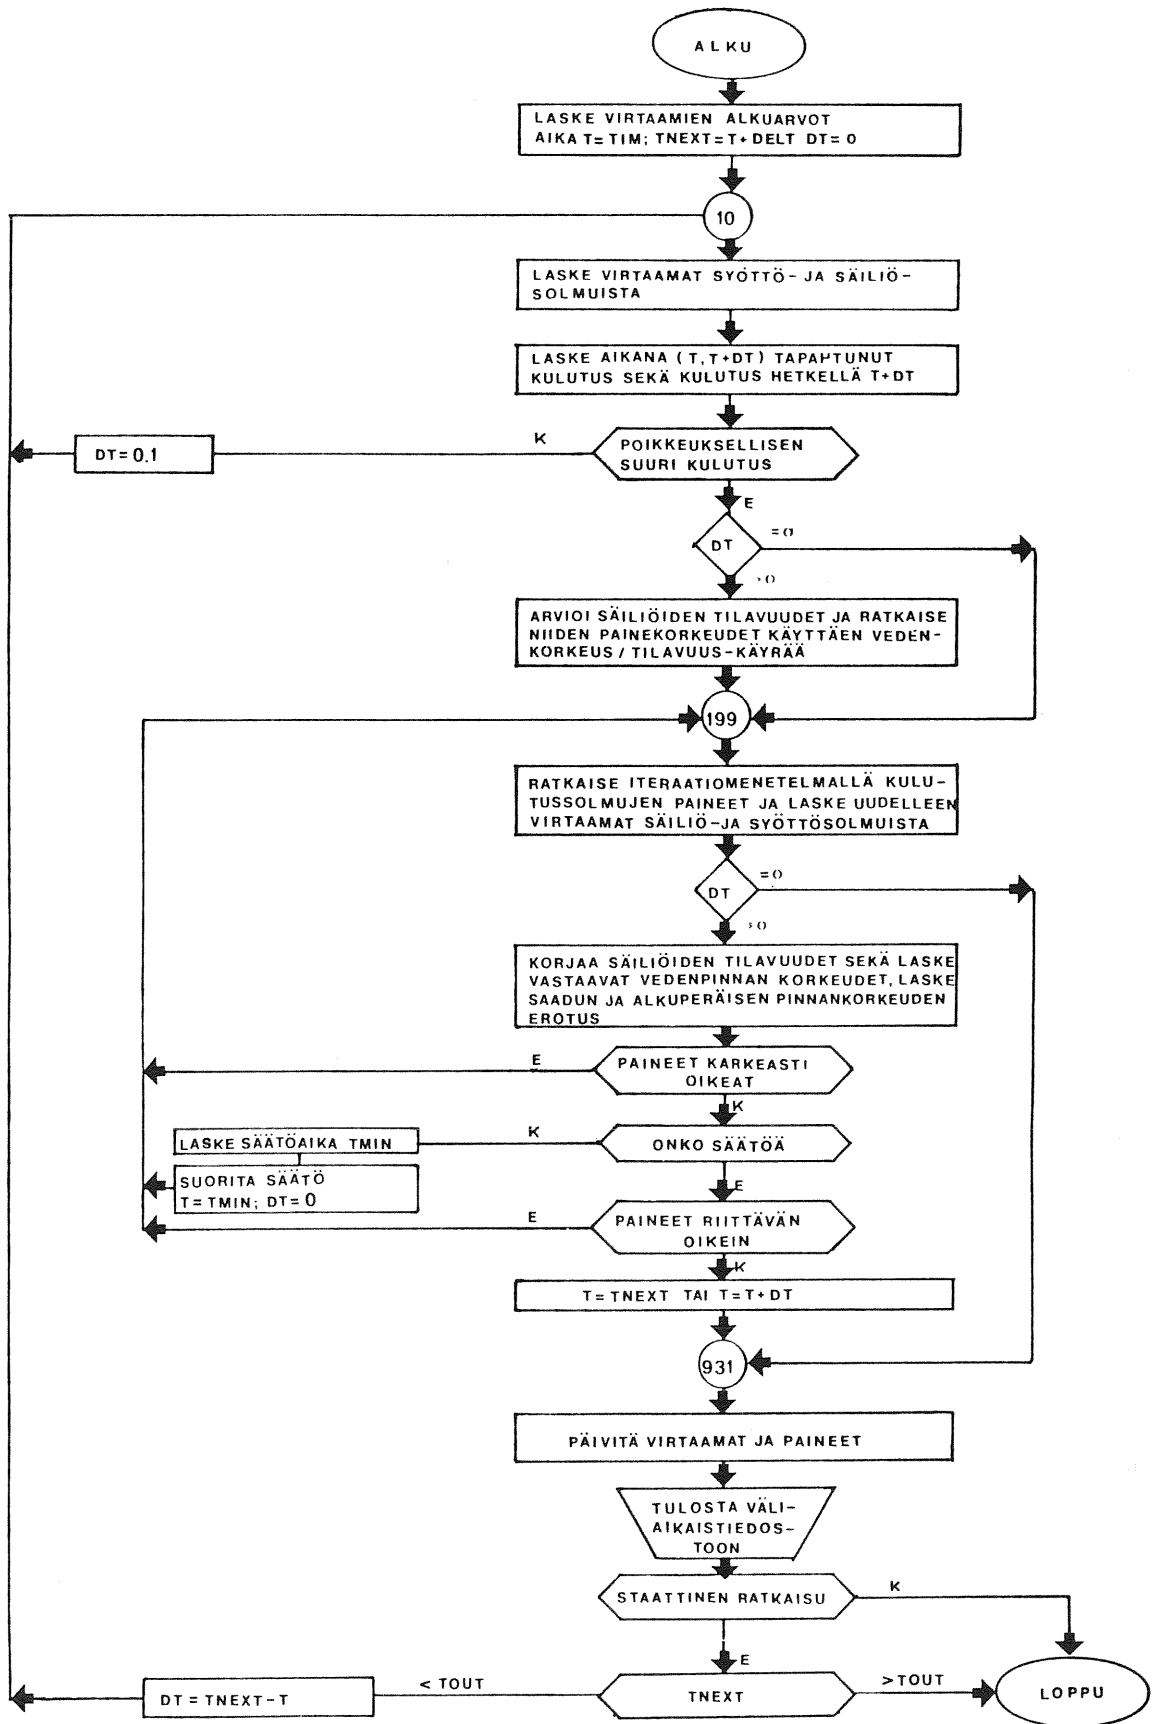 ALKU
LASKE VIRTAAMIEN ALKUARVOT
AIKA T=TIM; TNEXT=T+DELT DT=0
10
LASKE VIRTAAMAT SYÖTTÖ- JA SÄILIÖ-
SOLMUISTA
LASKE AIKANA (T,T+DT) TAPAHTUNUT
KULUTUS SEKÄ KULUTUS HETKELLÄ T+DT
K
POIKKEUKSELLISEN
SUURI KULUTUS
DT=0.1
E
DT
=0
>0
ARVIOI SÄILIÖIDEN TILAVUUDET JA RATKAISE
NIIDEN PAINEKORKEUDET KÄYTTÄEN VEDEN-
KORKEUS/TILAVUUS-KÄYRÄÄ
199
RATKAISE ITERAATIOMENETELMALLÄ KULU-
TUSSOLMUJEN PAINEET JA LASKE UUDELLEEN
VIRTAAMAT SÄILIÖ-JA SYÖTTÖSOLMUISTA
DT
=0
>0
KORJAA SÄILIÖIDEN TILAVUUDET SEKÄ LASKE
VASTAAVAT VEDENPINNAN KORKEUDET, LASKE
SAADUN JA ALKUPERÄISEN PINNANKORKEUDEN
EROTUS
E
PAINEET KARKEASTI
OIKEAT
K
LASKE SÄÄTÖAIKA TMIN
K
ONKO SÄÄTÖÄ
SUORITA SÄÄTÖ
T=TMIN; DT=0
E
E
PAINEET RIITTÄVÄN
OIKEIN
K
T=TNEXT TAI T=T+DT
931
PÄIVITÄ VIRTAAMAT JA PAINEET
TULOSTA VÄLI-
AIKAISTIEDOS-
TOON
STAATTINEN RATKAISU
K
E
DT=TNEXT-T
< TOUT
TNEXT
>TOUT
LOPPU